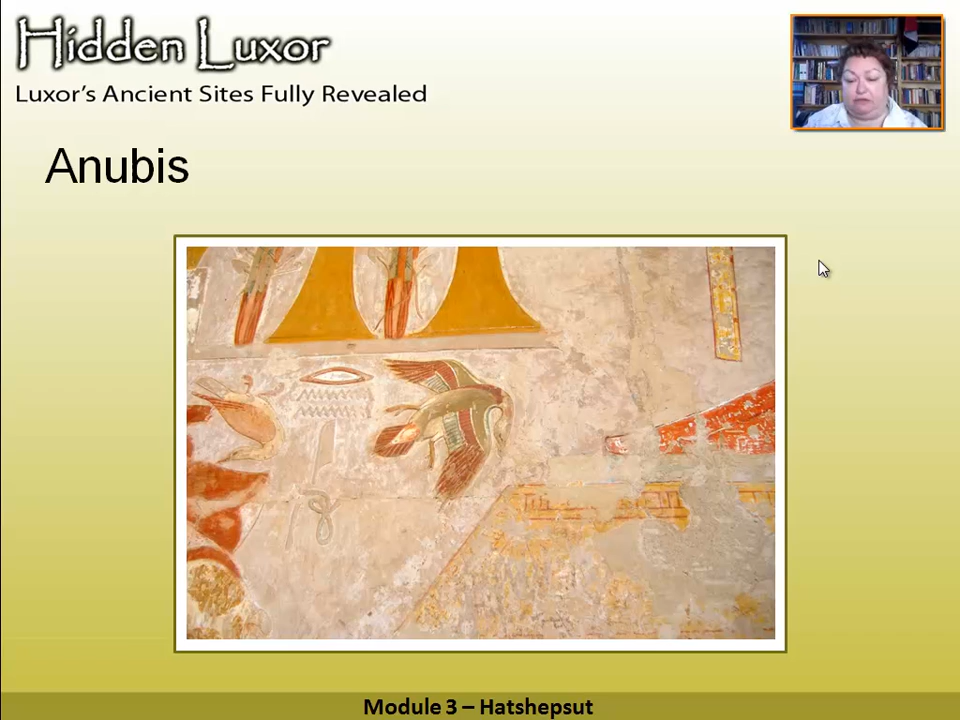 Hidden Luxor
Luxor's Ancient Sites Fully Revealed
Anubis
Module 3 – Hatshepsut